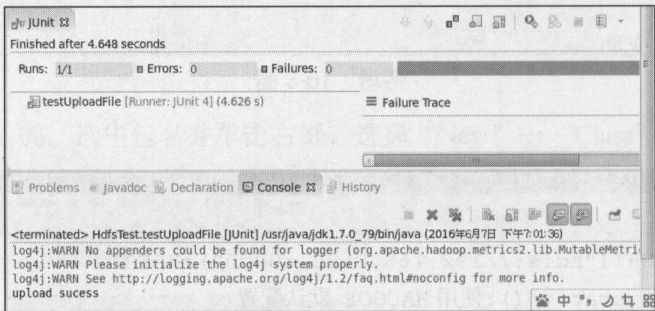 JUnit
Finished after 4.648 seconds
Runs: 1/1 Errors: 0 Failures: 0
testUploadFile [Runner: JUnit 4] (4.626 s)
Failure Trace
Problems @ Javadoc Declaration Console History
<terminated> HdfsTest.testUploadFile [JUnit] /usr/java/jdk1.7.0_79/bin/java (2016年6月7日 下午7:01:36)
log4j:WARN No appenders could be found for logger (org.apache.hadoop.metrics2.lib.MutableMetri
log4j:WARN Please initialize the log4j system properly.
log4j:WARN See http://logging.apache.org/log4j/1.2/faq.html#noconfig for more info.
upload sucess
中